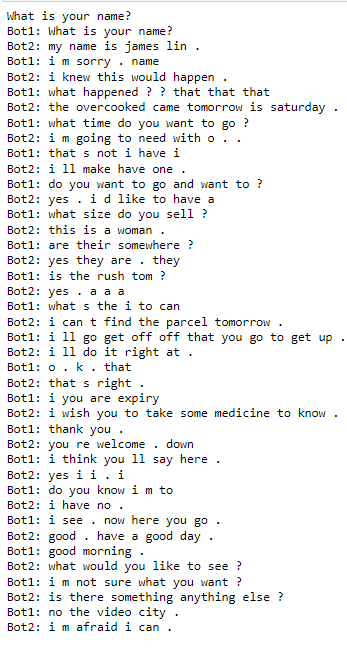 What is your name?
Bot1: What is your name?
Bot2: my name is james lin .
Bot1: i m sorry . name
Bot2: i knew this would happen .
Bot1: what happened ? ? that that that
Bot2: the overcooked came tomorrow is saturday .
Bot1: what time do you want to go ?
Bot2: i m going to need with o . .
Bot1: that s not i have i
Bot2: i ll make have one .
Bot1: do you want to go and want to ?
Bot2: yes . i d like to have a
Bot1: what size do you sell ?
Bot2: this is a woman .
Bot1: are their somewhere ?
Bot2: yes they are . they
Bot1: is the rush tom ?
Bot2: yes . a a a
Bot1: what s the i to can
Bot2: i can t find the parcel tomorrow .
Bot1: i ll go get off off that you go to get up .
Bot2: i ll do it right at .
Bot1: o . k . that
Bot2: that s right .
Bot1: i you are expiry
Bot2: i wish you to take some medicine to know .
Bot1: thank you .
Bot2: you re welcome . down
Bot1: i think you ll say here .
Bot2: yes i i . i
Bot1: do you know i m to
Bot2: i have no .
Bot1: i see . now here you go .
Bot2: good . have a good day .
Bot1: good morning .
Bot2: what would you like to see ?
Bot1: i m not sure what you want ?
Bot2: is there something anything else ?
Bot1: no the video city .
Bot2: i m afraid i can .